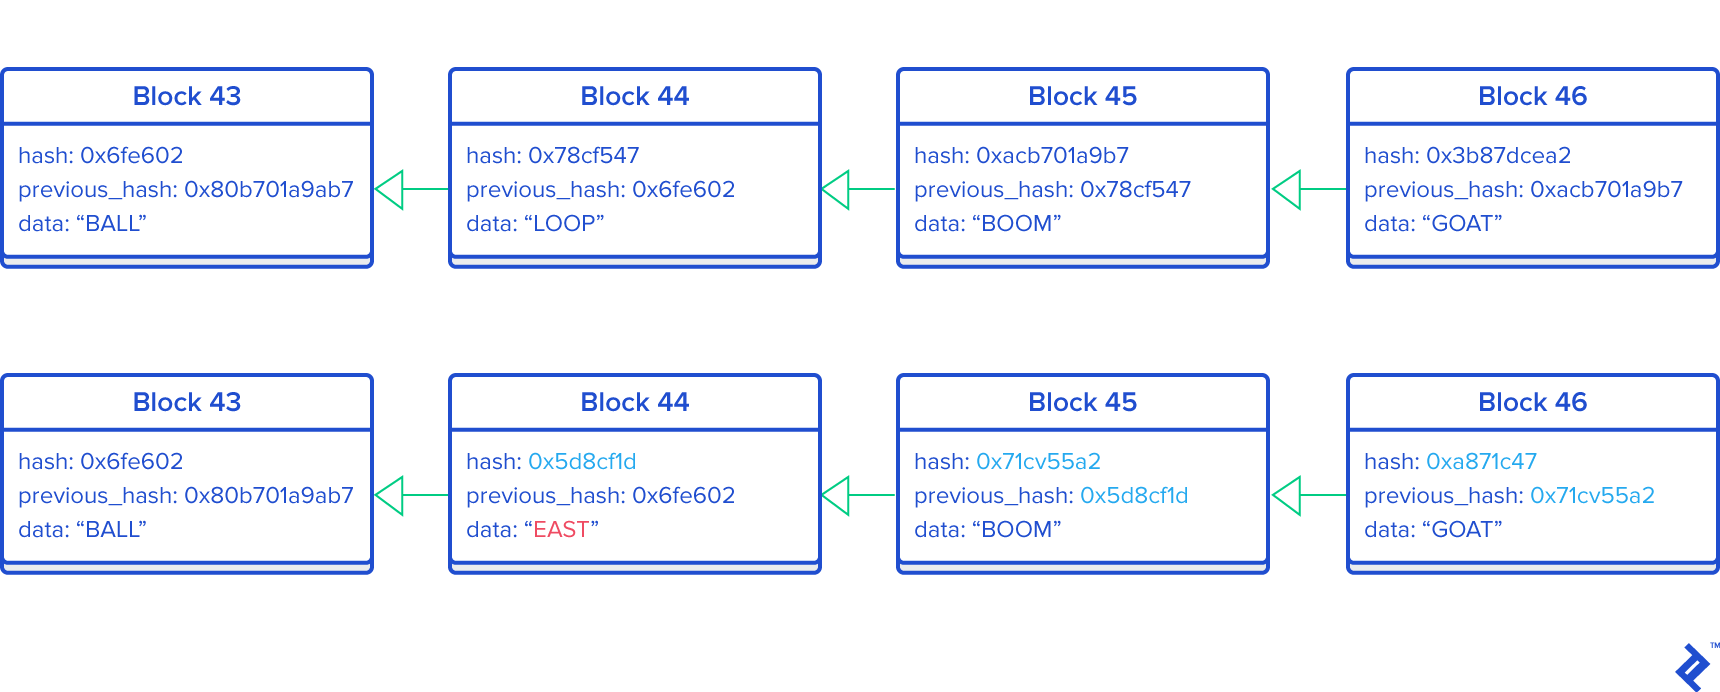 Block 43
hash: 0x6fe602
previous_hash: 0x80b701a9ab7
data: “BALL”
Block 44
hash: 0x78cf547
previous_hash: 0x6fe602
data: “LOOP”
Block 45
hash: 0xacb701a9b7
previous_hash: 0x78cf547
data: “BOOM”
Block 46
hash: 0x3b87dcea2
previous_hash: 0xacb701a9b7
data: “GOAT”
Block 43
hash: 0x6fe602
previous_hash: 0x80b701a9ab7
data: “BALL”
Block 44
hash: 0x5d8cf1d
previous_hash: 0x6fe602
data: “EAST”
Block 45
hash: 0x71cv55a2
previous_hash: 0x5d8cf1d
data: “BOOM”
Block 46
hash: 0xa871c47
previous_hash: 0x71cv55a2
data: “GOAT”
TM